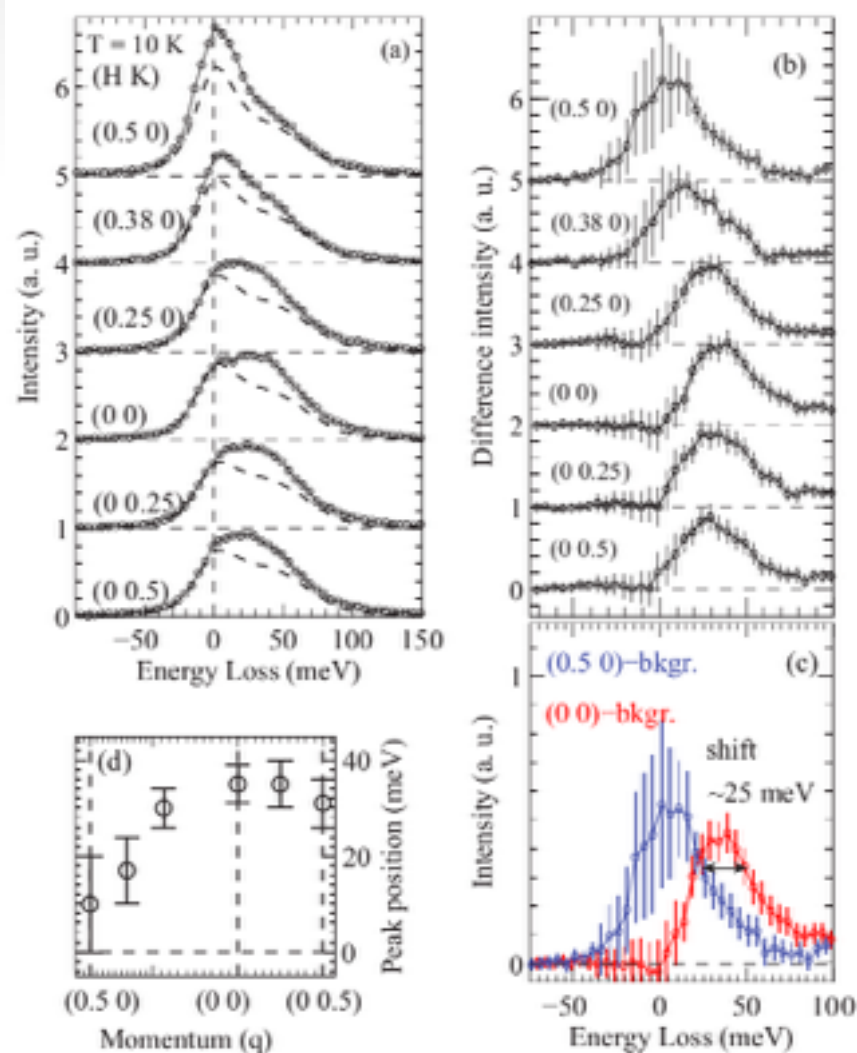 T = 10 K
(H K)
(a)
(0.5 0)
(0.38 0)
(0.25 0)
(0 0)
(0 0.25)
(0 0.5)
6
5
4
3
2
1
0
Intensity (a. u.)
−50 0 50 100 150
Energy Loss (meV)
(b)
(0.5 0)
(0.38 0)
(0.25 0)
(0 0)
(0 0.25)
(0 0.5)
6
5
4
3
2
1
0
Difference intensity (a. u.)
(c)
(0.5 0)−bkgr.
(0 0)−bkgr.
shift
~25 meV
1
0
Intensity (a. u.)
−50 0 50 100
Energy Loss (meV)
(d)
40
20
0
Peak position (meV)
(0.5 0) (0 0) (0 0.5)
Momentum (q)